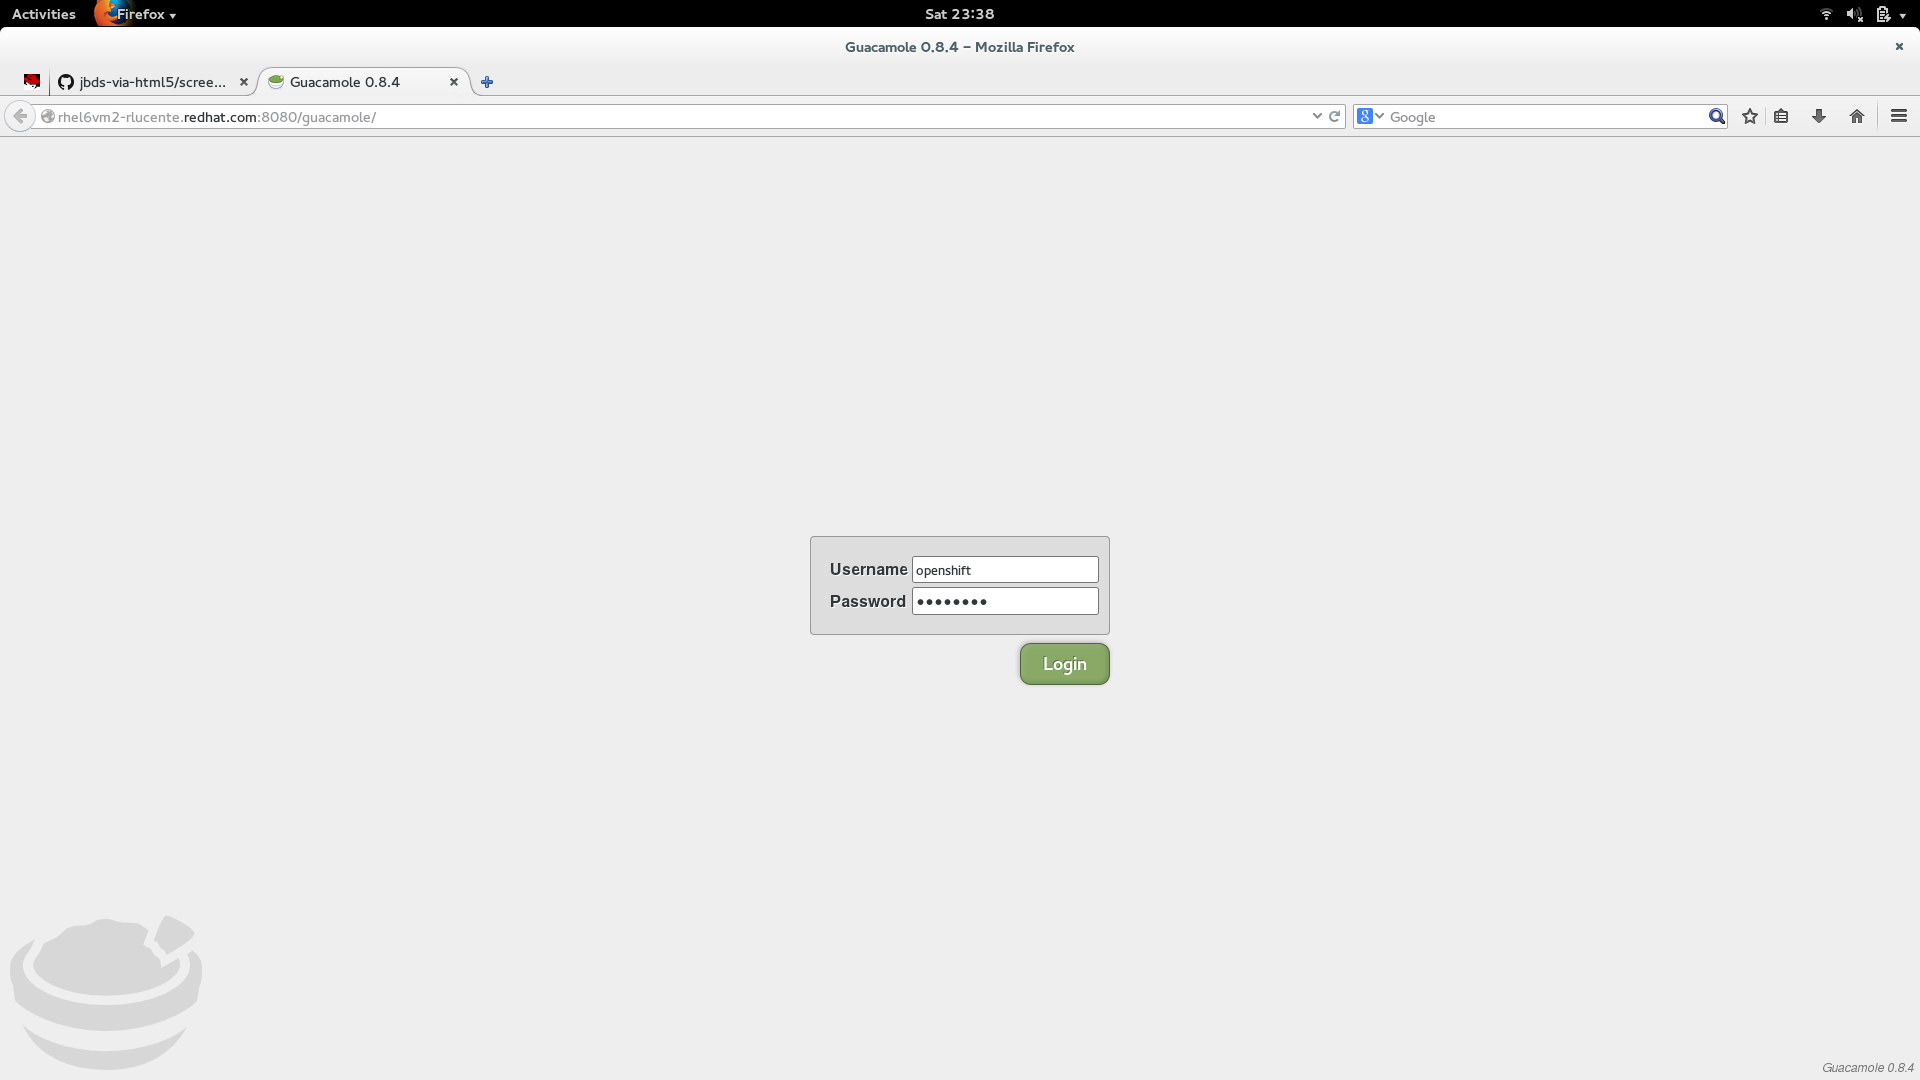 Activities Firefox Sat 23:38
Guacamole 0.8.4 - Mozilla Firefox
jbds-via-html5/scree... Guacamole 0.8.4
rhel6vm2-rlucente.redhat.com:8080/guacamole/ 8 Google
Username openshift
Password ••••••••
Login
Guacamole 0.8.4